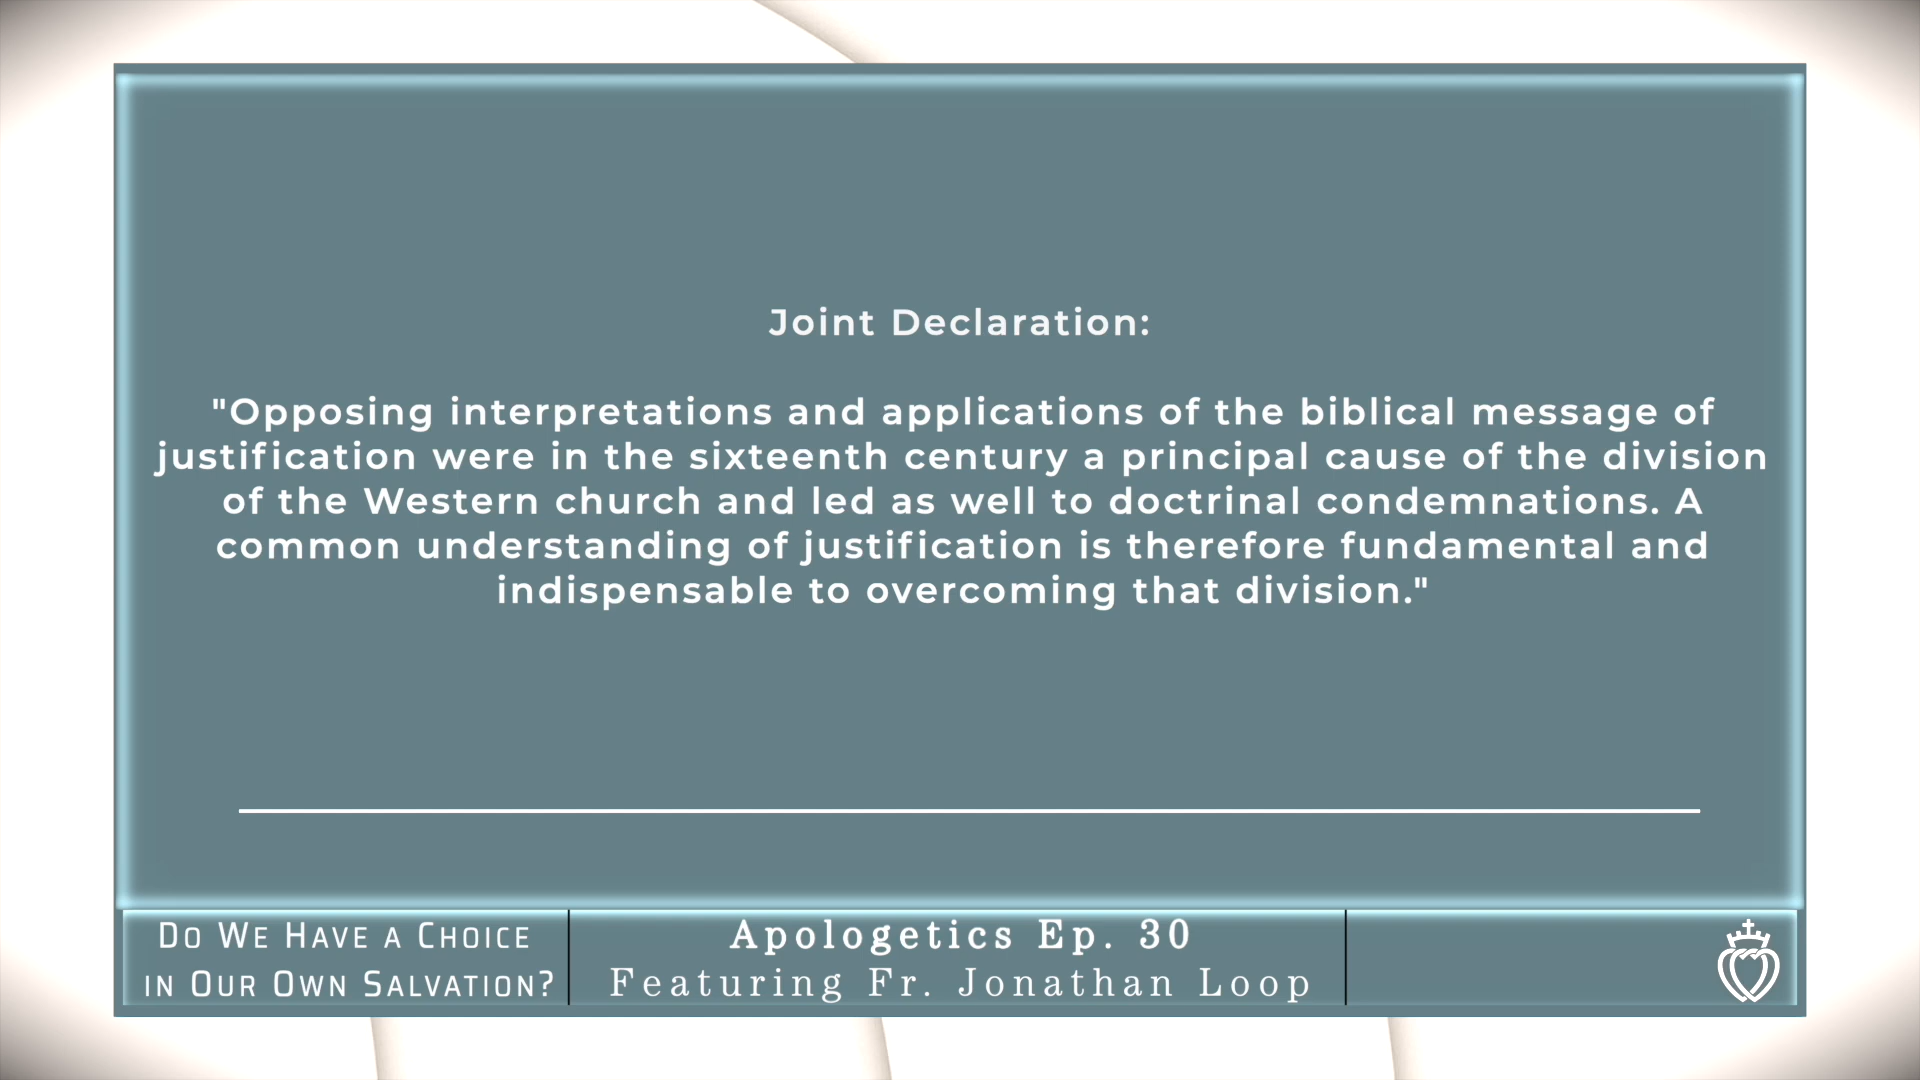 Joint Declaration:
"Opposing interpretations and applications of the biblical message of
justification were in the sixteenth century a principal cause of the division
of the Western church and led as well to doctrinal condemnations. A
common understanding of justification is therefore fundamental and
indispensable to overcoming that division."
Do We Have a Choice
in Our Own Salvation?
Apologetics Ep. 30
Featuring Fr. Jonathan Loop